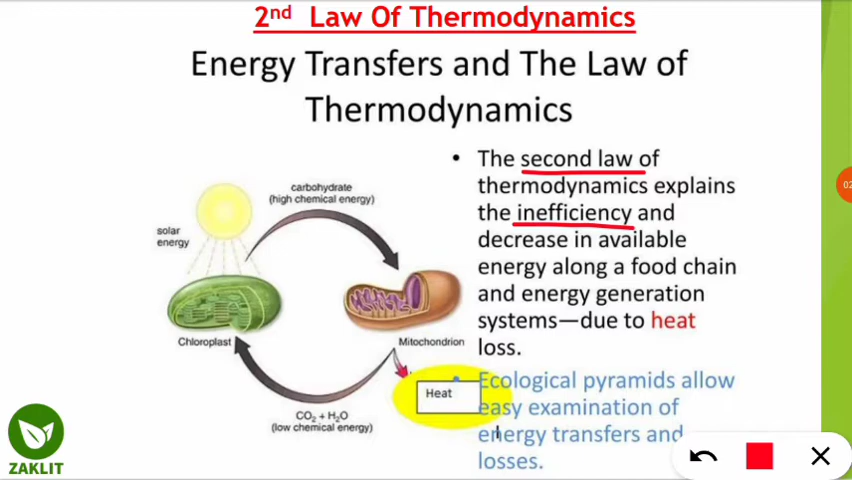 2nd Law Of Thermodynamics
Energy Transfers and The Law of
Thermodynamics
• The second law of
thermodynamics explains
the inefficiency and
decrease in available
energy along a food chain
and energy generation
systems—due to heat
loss.
• Ecological pyramids allow
easy examination of
energy transfers and
losses.
carbohydrate
(high chemical energy)
solar
energy
Chloroplast
Mitochondrion
Heat
CO₂ + H₂O
(low chemical energy)
ZAKLIT
02